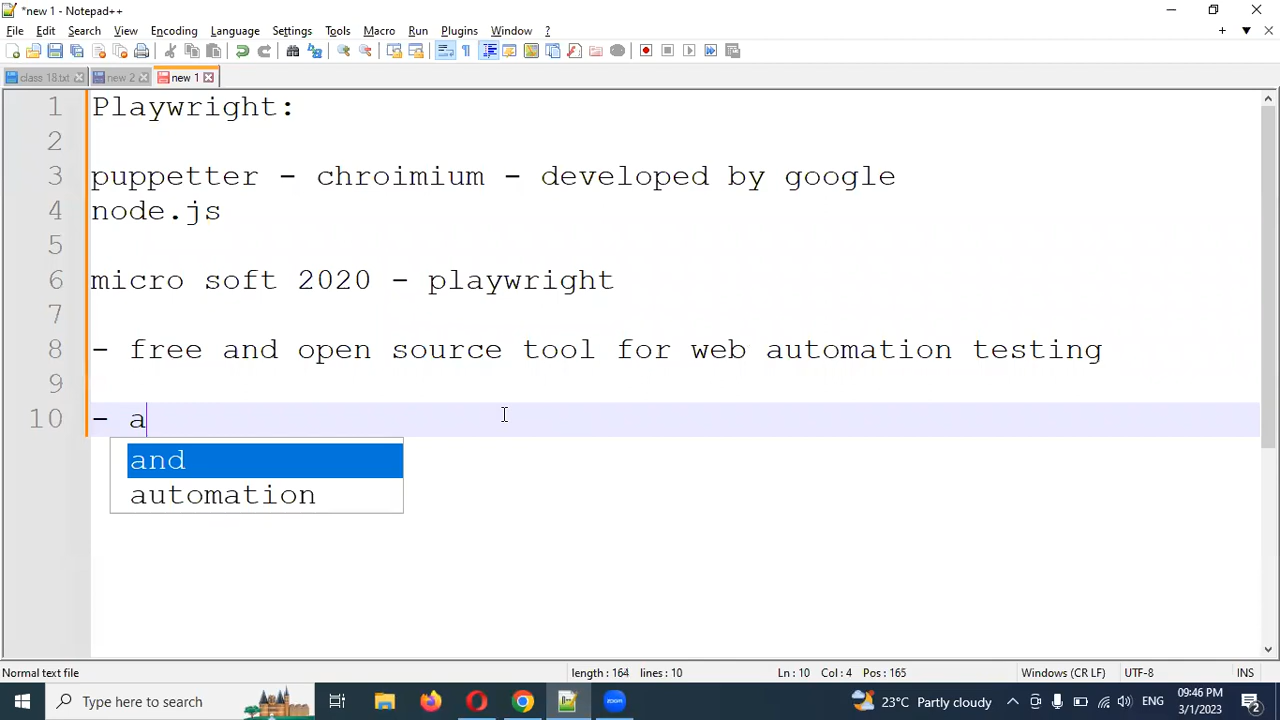 *new 1 - Notepad++
File Edit Search View Encoding Language Settings Tools Macro Run Plugins Window ?
class 18.txt new 2 new 1
1 Playwright:
2
3 puppetter - chroimium - developed by google
4 node.js
5
6 micro soft 2020 - playwright
7
8 - free and open source tool for web automation testing
9
10 - a
and
automation
Normal text file length : 164 lines : 10 Ln : 10 Col : 4 Pos : 165 Windows (CR LF) UTF-8 INS
Type here to search zoom 23°C Partly cloudy ENG 09:46 PM
3/1/2023 2